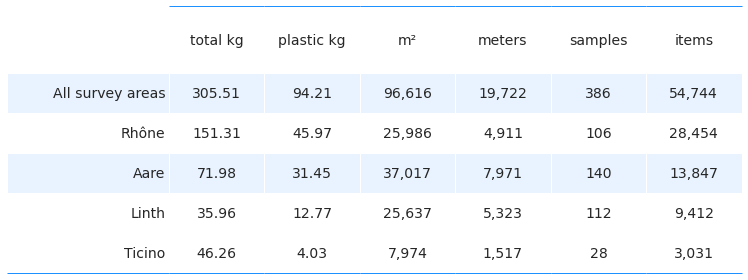 total kg plastic kg m² meters samples items
All survey areas 305.51 94.21 96,616 19,722 386 54,744
Rhône 151.31 45.97 25,986 4,911 106 28,454
Aare 71.98 31.45 37,017 7,971 140 13,847
Linth 35.96 12.77 25,637 5,323 112 9,412
Ticino 46.26 4.03 7,974 1,517 28 3,031